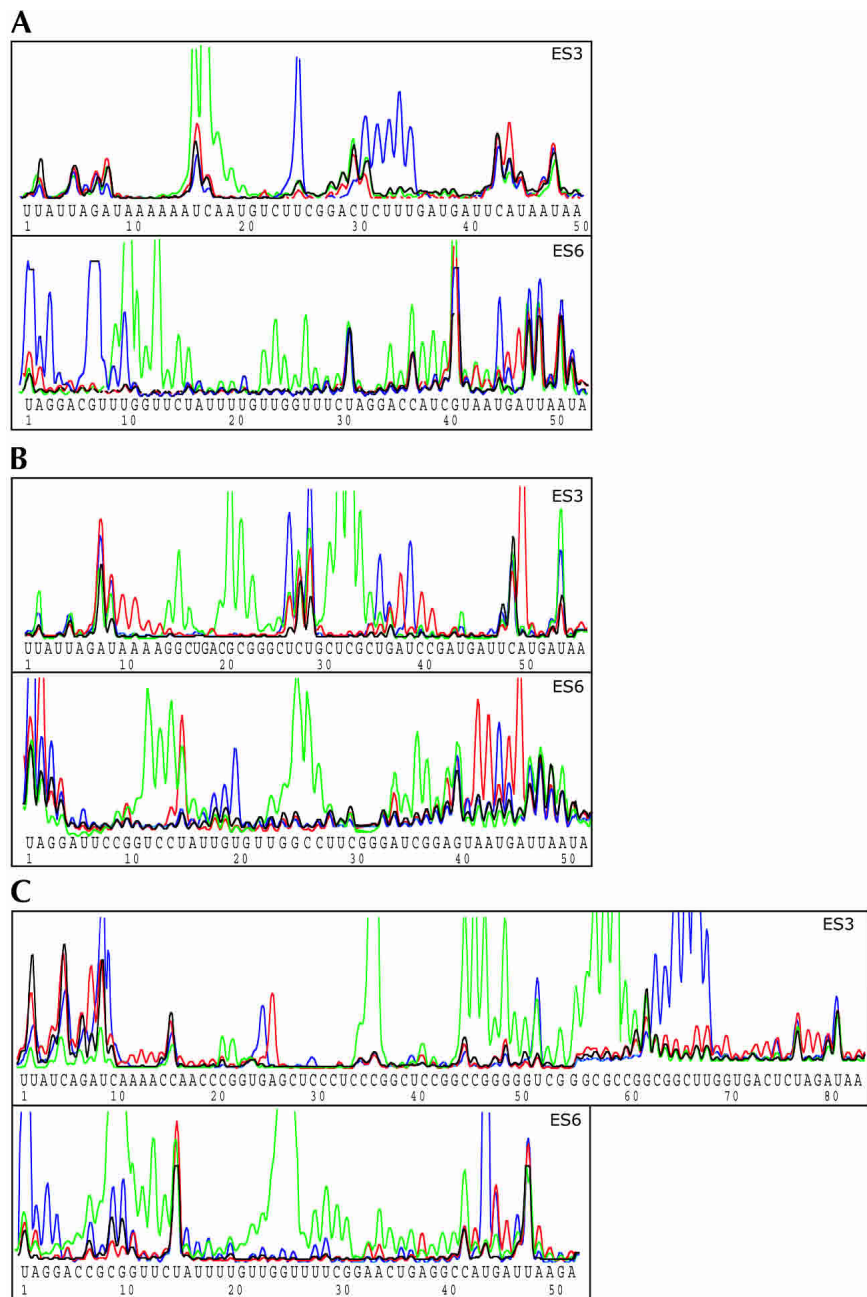 A
ES3
UUAUUAGAUAAAAAAUCAAUGUCUUCGGACUCUUUGAUGAUUCAUAAUAA
1 10 20 30 40 50
ES6
UAGGACGUUUGGUUCUAUUUUGUUGGUUUCUAGGACCAUCGUAAUGAUUAAUA
1 10 20 30 40 50
B
ES3
UUAUUAGAUAAAAGGCUGACGCGGGCUCUGCUCGCUGAUCCGAUGAUUCAUGAUAA
1 10 20 30 40 50
ES6
UAGGAUUCCGGUCCUAUUGUGUUGGCCUUCGGGAUCGGAGUAAUGAUUAAUA
1 10 20 30 40 50
C
ES3
UUAUCAGAUCAAAACCAACCCGGUGAGCUCCCUCCCGGCUCCGGCCGGGGGUCGGGCGCCGGCGGCUUGGUGACUCUAGAUAA
1 10 20 30 40 50 60 70 80
ES6
UAGGACCGCGGUUCUAUUUUGUUGGUUUUCGGAACUGAGGCCAUGAUUAAGA
1 10 20 30 40 50